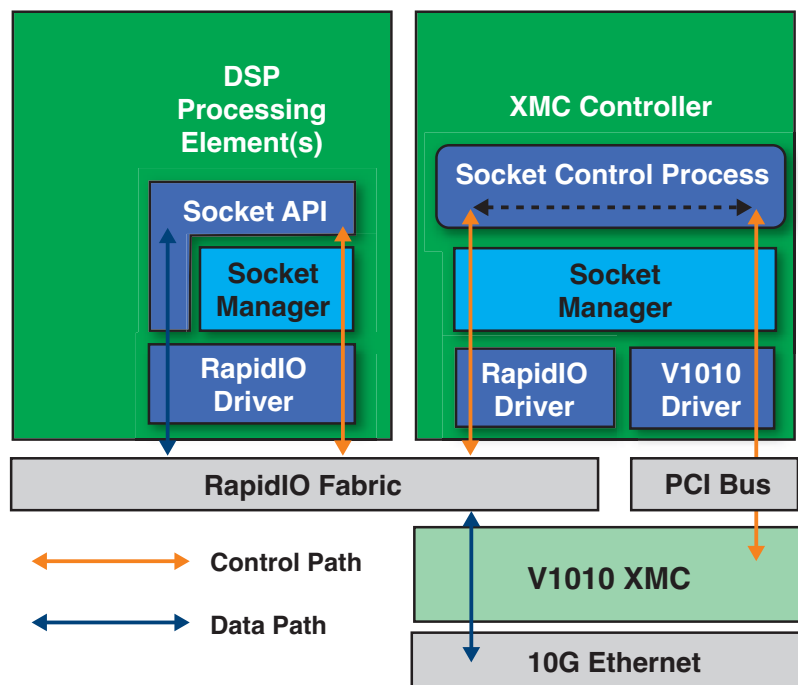 DSP
Processing
Element(s)
Socket API
Socket
Manager
RapidIO
Driver
XMC Controller
Socket Control Process
Socket
Manager
RapidIO
Driver
V1010
Driver
RapidIO Fabric
PCI Bus
Control Path
Data Path
V1010 XMC
10G Ethernet